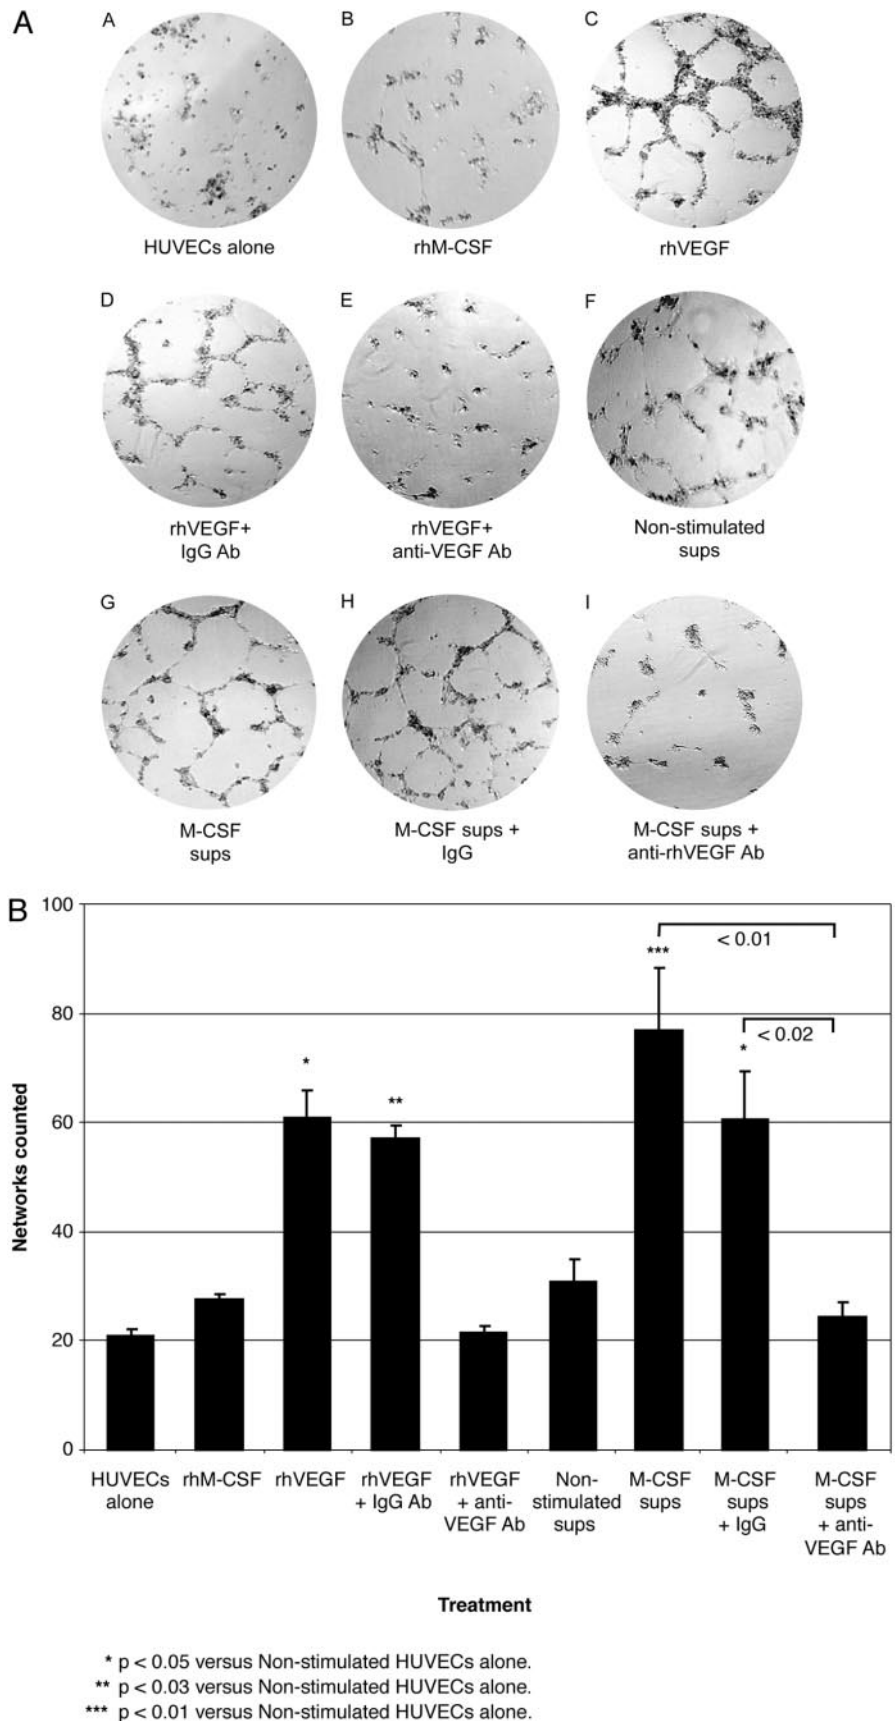 A
A
B
C
HUVECs alone
rhM-CSF
rhVEGF
D
E
F
rhVEGF+
IgG Ab
rhVEGF+
anti-VEGF Ab
Non-stimulated
sups
G
H
I
M-CSF
sups
M-CSF sups +
IgG
M-CSF sups +
anti-rhVEGF Ab
B
100
80
60
40
20
0
Networks counted
*
**
***
< 0.01
*
< 0.02
HUVECs
alone
rhM-CSF
rhVEGF
rhVEGF
+ IgG Ab
rhVEGF
+ anti-
VEGF Ab
Non-
stimulated
sups
M-CSF
sups
M-CSF
sups
+ IgG
M-CSF
sups
+ anti-
VEGF Ab
Treatment
* p < 0.05 versus Non-stimulated HUVECs alone.
** p < 0.03 versus Non-stimulated HUVECs alone.
*** p < 0.01 versus Non-stimulated HUVECs alone.